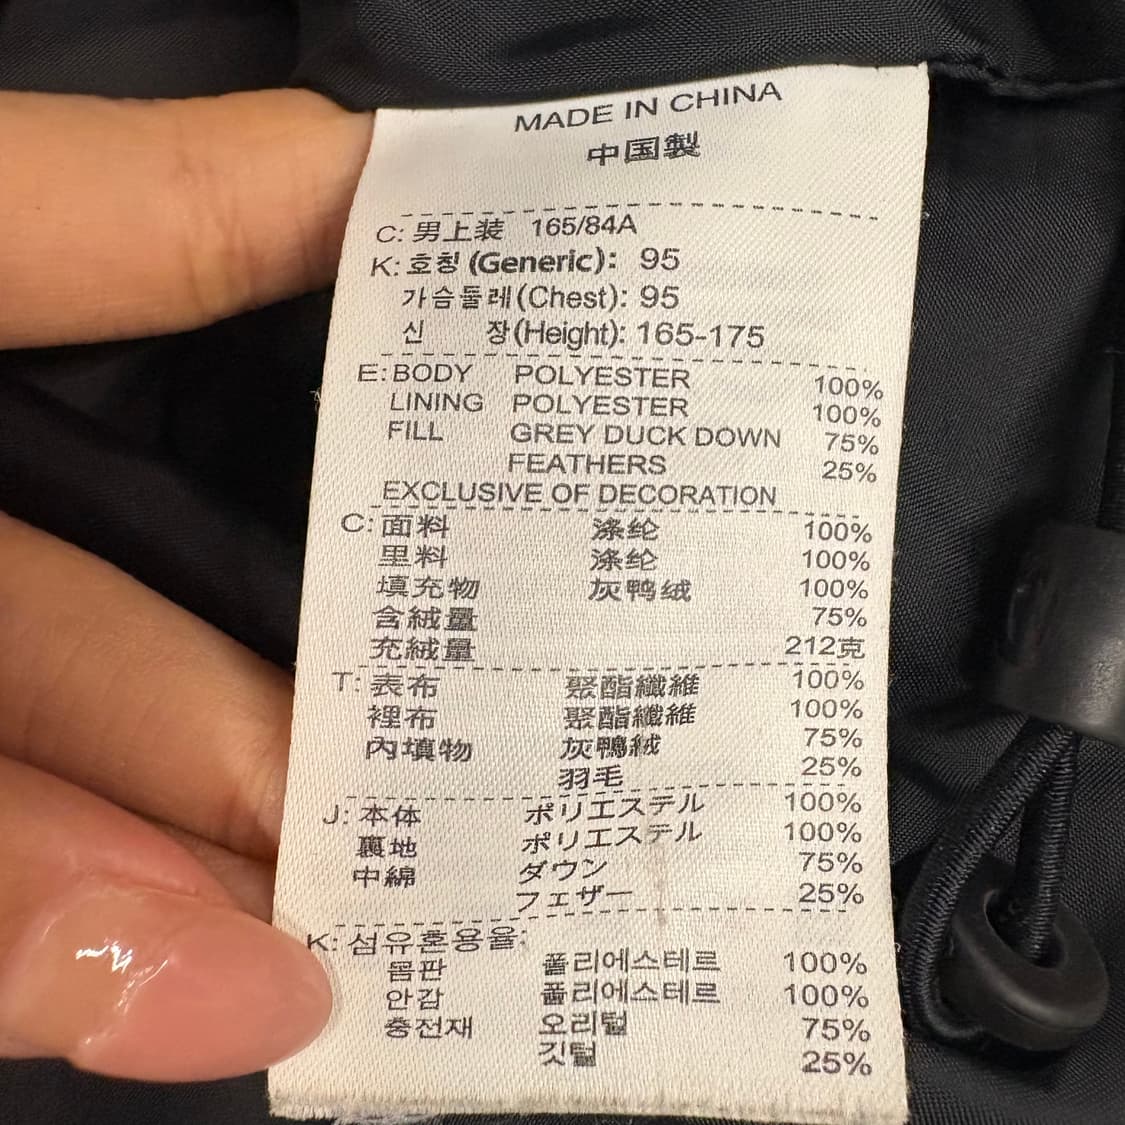 MADE IN CHINA
中国製
C: 男上装 165/84A
K: 호칭 (Generic): 95
가슴둘레(Chest): 95
신 장(Height): 165-175
E: BODY POLYESTER 100%
LINING POLYESTER 100%
FILL GREY DUCK DOWN 75%
FEATHERS 25%
EXCLUSIVE OF DECORATION
C: 面料 涤纶 100%
里料 涤纶 100%
填充物 灰鸭绒 100%
含絨量 75%
充絨量 212克
T: 表布 聚酯纖維 100%
裡布 聚酯纖維 100%
內填物 灰鴨絨 75%
羽毛 25%
J: 本体 ポリエステル 100%
裏地 ポリエステル 100%
中綿 ダウン 75%
フェザー 25%
K: 섬유혼용율:
몸판 폴리에스테르 100%
안감 폴리에스테르 100%
충전재 오리털 75%
깃털 25%